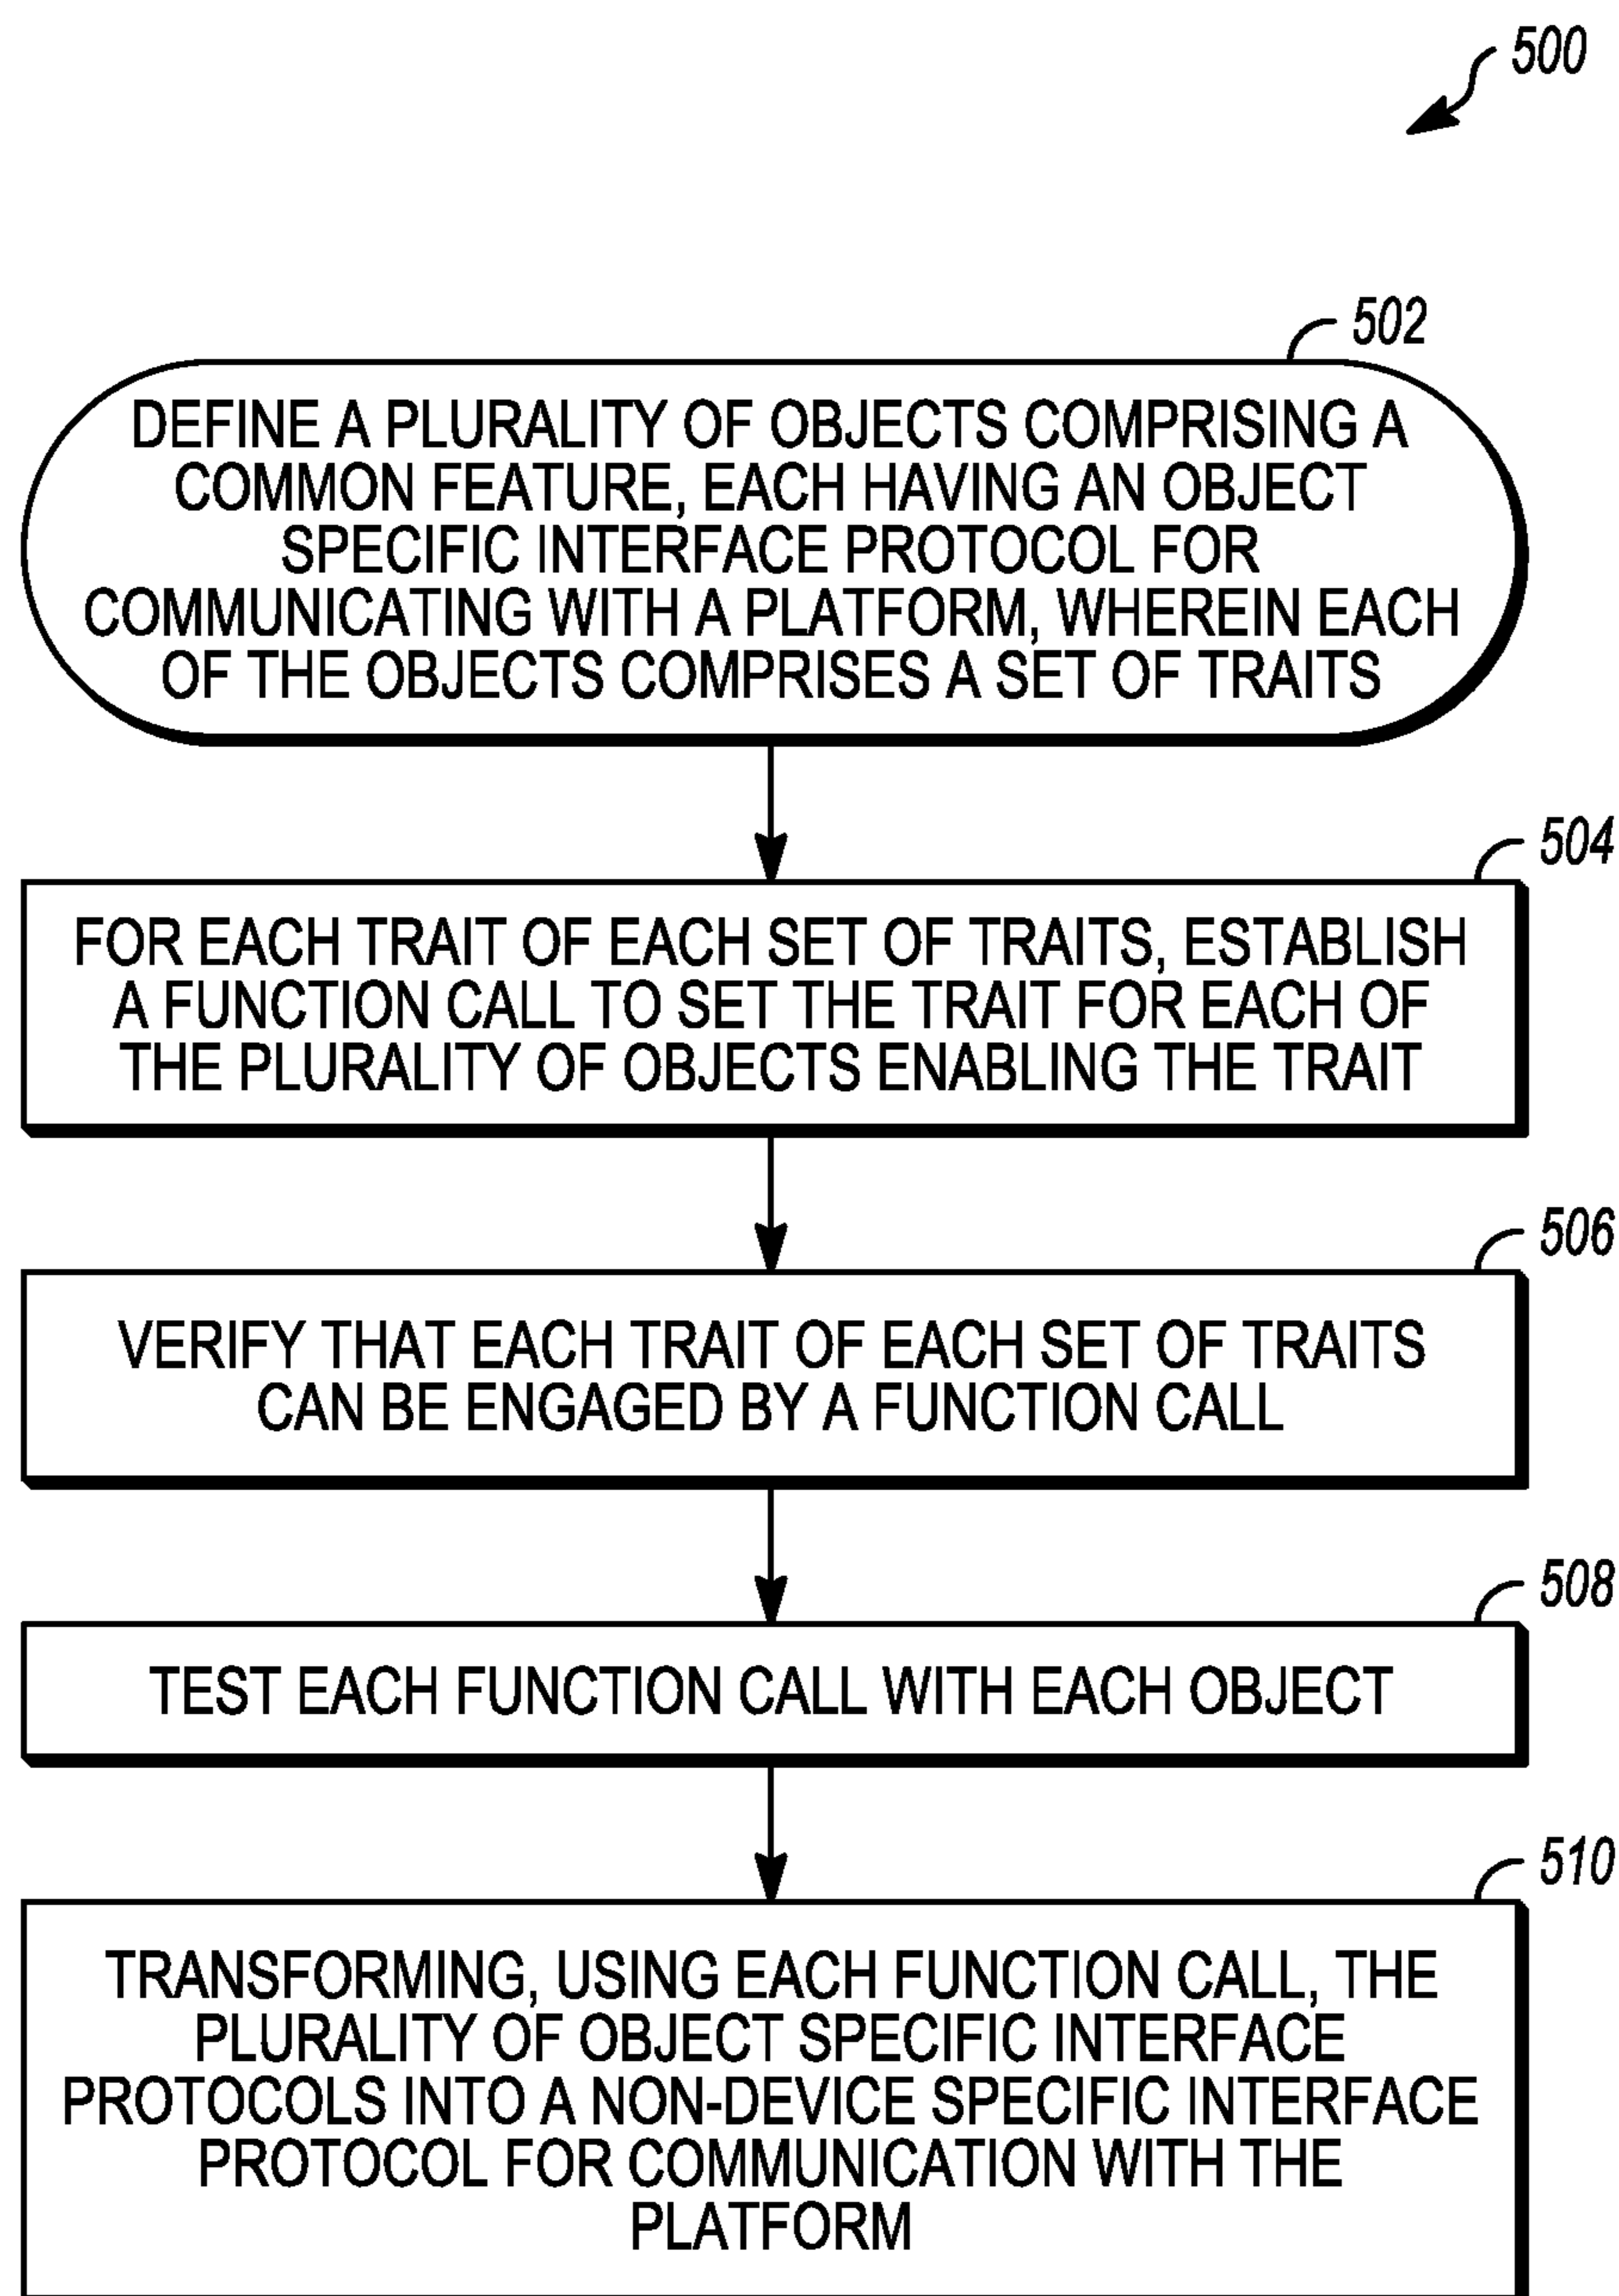 500
502
DEFINE A PLURALITY OF OBJECTS COMPRISING A
COMMON FEATURE, EACH HAVING AN OBJECT
SPECIFIC INTERFACE PROTOCOL FOR
COMMUNICATING WITH A PLATFORM, WHEREIN EACH
OF THE OBJECTS COMPRISES A SET OF TRAITS
504
FOR EACH TRAIT OF EACH SET OF TRAITS, ESTABLISH
A FUNCTION CALL TO SET THE TRAIT FOR EACH OF
THE PLURALITY OF OBJECTS ENABLING THE TRAIT
506
VERIFY THAT EACH TRAIT OF EACH SET OF TRAITS
CAN BE ENGAGED BY A FUNCTION CALL
508
TEST EACH FUNCTION CALL WITH EACH OBJECT
510
TRANSFORMING, USING EACH FUNCTION CALL, THE
PLURALITY OF OBJECT SPECIFIC INTERFACE
PROTOCOLS INTO A NON-DEVICE SPECIFIC INTERFACE
PROTOCOL FOR COMMUNICATION WITH THE
PLATFORM